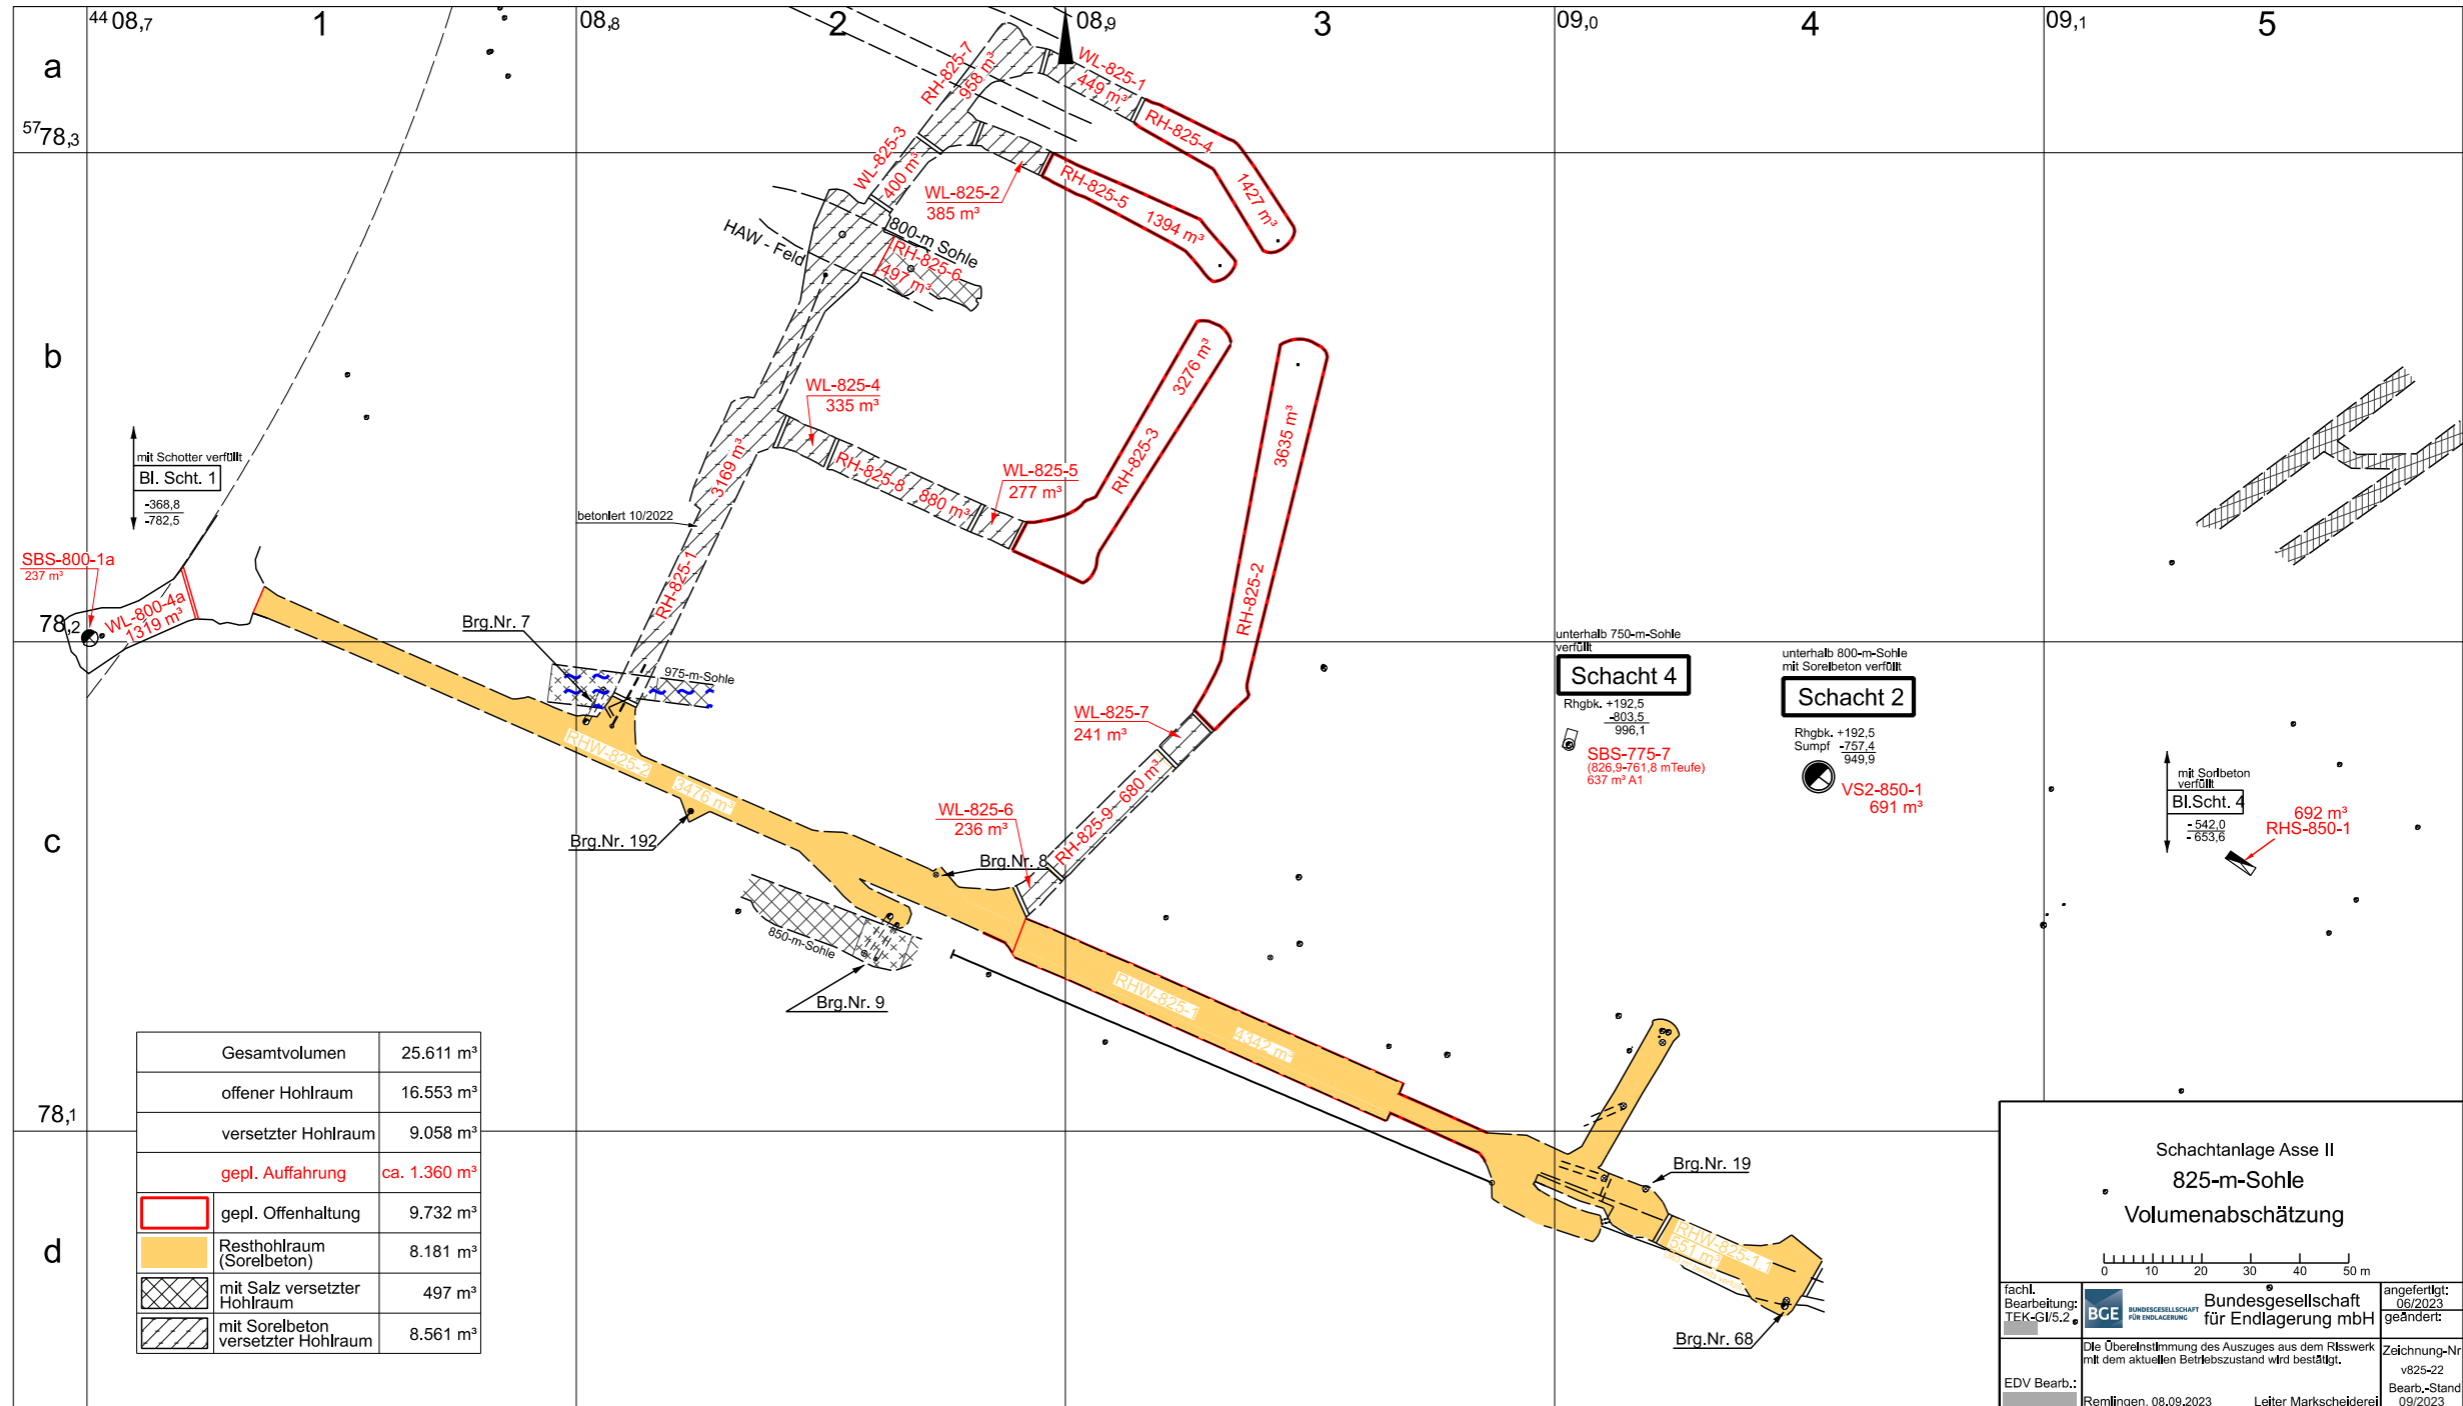 44 08,7
1
08,8
2
08,9
3
09,0
4
09,1
5
a
57 78,3
b
78,2
c
78,1
d
RH-825-7
958 m³
WL-825-1
449 m³
RH-825-4
1427 m³
WL-825-3
400 m³
WL-825-2
385 m³
RH-825-5 1394 m³
HAW - Feld
800-m Sohle
RH-825-6
497 m³
WL-825-4
335 m³
3276 m³
RH-825-3
3635 m³
RH-825-2
3169 m³
RH-825-1
RH-825-8 880 m³
WL-825-5
277 m³
betoniert 10/2022
mit Schotter verfüllt
Bl. Scht. 1
-368,8
-782,5
SBS-800-1a
237 m³
WL-800-4a
1319 m³
Brg.Nr. 7
975-m-Sohle
RHW-825-2
3476 m³
Brg.Nr. 192
WL-825-7
241 m³
WL-825-6
236 m³
RH-825-9 680 m³
Brg.Nr. 8
850-m-Sohle
Brg.Nr. 9
RHW-825-1
4342 m³
unterhalb 750-m-Sohle
verfüllt
Schacht 4
Rhgbk. +192,5
-803,5
996,1
SBS-775-7
(826,9-761,8 mTeufe)
637 m³ A1
unterhalb 800-m-Sohle
mit Sorelbeton verfüllt
Schacht 2
Rhgbk. +192,5
Sumpf -757,4
949,9
VS2-850-1
691 m³
mit Sorlbeton
verfüllt
Bl.Scht. 4
-542,0
-653,6
692 m³
RHS-850-1
Brg.Nr. 19
RHW-825-1.1
551 m³
Brg.Nr. 68
Gesamtvolumen 25.611 m³
offener Hohlraum 16.553 m³
versetzter Hohlraum 9.058 m³
gepl. Auffahrung ca. 1.360 m³
gepl. Offenhaltung 9.732 m³
Resthohlraum
(Sorelbeton) 8.181 m³
mit Salz versetzter
Hohlraum 497 m³
mit Sorelbeton
versetzter Hohlraum 8.561 m³
Schachtanlage Asse II
825-m-Sohle
Volumenabschätzung
0 10 20 30 40 50 m
fachl.
Bearbeitung:
TEK-GI/5.2
BGE BUNDESGESELLSCHAFT
FÜR ENDLAGERUNG
Bundesgesellschaft
für Endlagerung mbH
angefertigt:
06/2023
geändert:
Die Übereinstimmung des Auszuges aus dem Risswerk
mit dem aktuellen Betriebszustand wird bestätigt.
Zeichnung-Nr
v825-22
EDV Bearb.:
Remlingen, 08.09.2023 Leiter Markscheiderei
Bearb.-Stand
09/2023